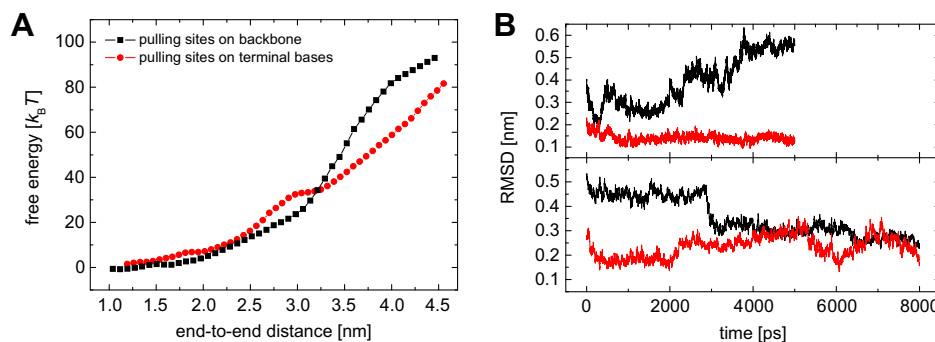 A
pulling sites on backbone
pulling sites on terminal bases
free energy [k_B T]
100
80
60
40
20
0
1.0 1.5 2.0 2.5 3.0 3.5 4.0 4.5
end-to-end distance [nm]
B
RMSD [nm]
0.6
0.5
0.4
0.3
0.2
0.1
0.5
0.4
0.3
0.2
0.1
0 2000 4000 6000 8000
time [ps]